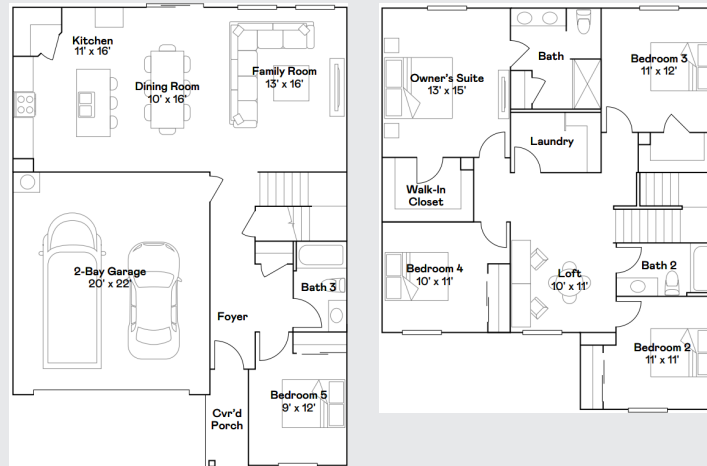 Kitchen
11' x 16'
Dining Room
10' x 16'
Family Room
13' x 16'
2-Bay Garage
20' x 22'
Bath 3
Foyer
Bedroom 5
9' x 12'
Cvr'd
Porch
Owner's Suite
13' x 15'
Bath
Bedroom 3
11' x 12'
Laundry
Walk-In
Closet
Bedroom 4
10' x 11'
Loft
10' x 11'
Bath 2
Bedroom 2
11' x 11'